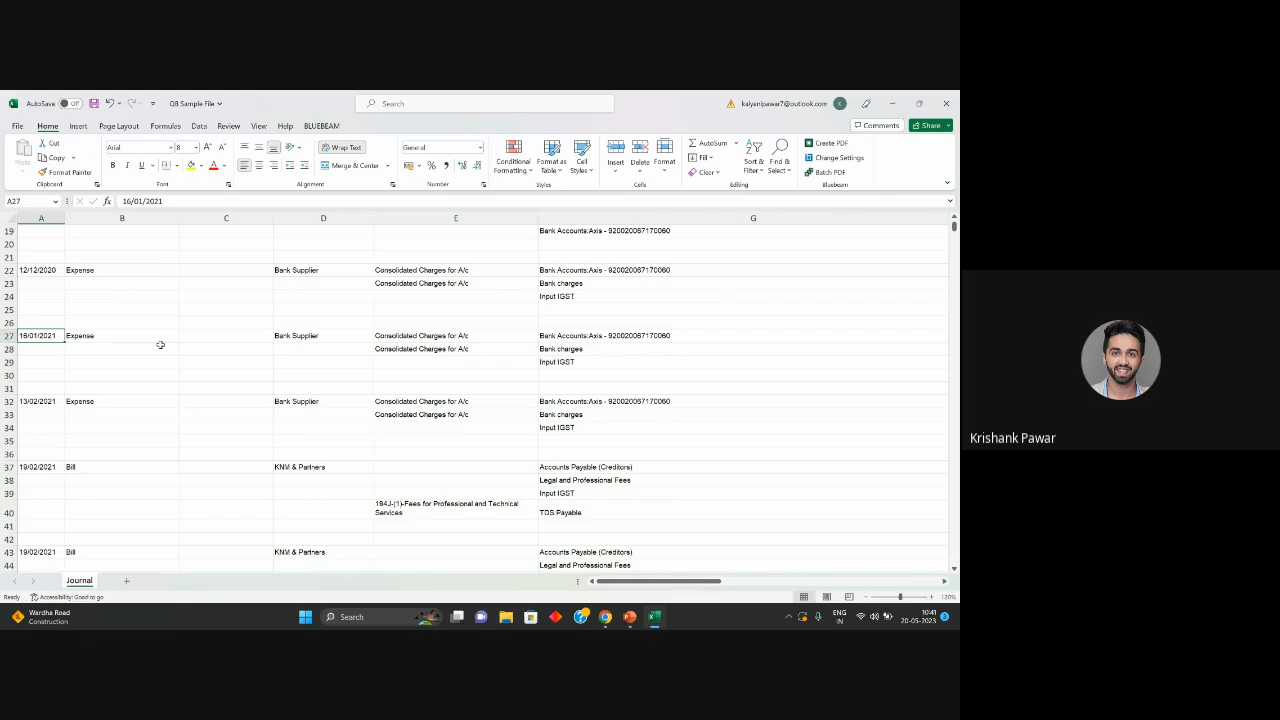 AutoSave Off QB Sample File Search kalyanipawar7@outlook.com K
File Home Insert Page Layout Formulas Data Review View Help BLUEBEAM Comments Share
Paste Cut Copy Format Painter Clipboard
Arial 8 B I U Font
Wrap Text Merge & Center Alignment
General Number
Conditional Formatting Format as Table Cell Styles Styles
Insert Delete Format Cells
AutoSum Fill Clear Sort & Filter Find & Select Editing
Create PDF Change Settings Batch PDF Bluebeam
A27 fx 16/01/2021
A B C D E G
19 Bank Accounts:Axis - 920020067170060
20
21
22 12/12/2020 Expense Bank Supplier Consolidated Charges for A/c Bank Accounts:Axis - 920020067170060
23 Consolidated Charges for A/c Bank charges
24 Input IGST
25
26
27 16/01/2021 Expense Bank Supplier Consolidated Charges for A/c Bank Accounts:Axis - 920020067170060
28 Consolidated Charges for A/c Bank charges
29 Input IGST
30
31
32 13/02/2021 Expense Bank Supplier Consolidated Charges for A/c Bank Accounts:Axis - 920020067170060
33 Consolidated Charges for A/c Bank charges
34 Input IGST
35
36
37 19/02/2021 Bill KNM & Partners Accounts Payable (Creditors)
38 Legal and Professional Fees
39 Input IGST
194J-(1)-Fees for Professional and Technical
40 Services TDS Payable
41
42
43 19/02/2021 Bill KNM & Partners Accounts Payable (Creditors)
44 Legal and Professional Fees
Journal
Ready Accessibility: Good to go 120%
Wardha Road
Construction
Search
ENG
IN
10:41
20-05-2023
3
Krishank Pawar